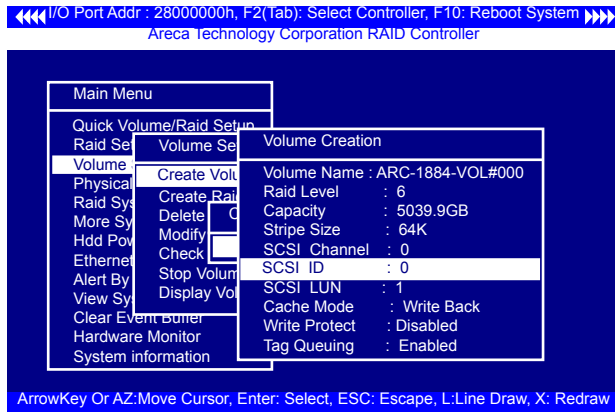 I/O Port Addr : 28000000h, F2(Tab): Select Controller, F10: Reboot System
Areca Technology Corporation RAID Controller
Main Menu
Quick Volume/Raid Setup
Raid Set
Volume
Physical
Raid Sys
More Sy
Hdd Pow
Ethernet
Alert By
View Sy
Clear Event Buffer
Hardware Monitor
System information
Volume Se
Create Volu
Create Rai
Delete
Modify
Check
Stop Volum
Display Vol
C
Volume Creation
Volume Name : ARC-1884-VOL#000
Raid Level : 6
Capacity : 5039.9GB
Stripe Size : 64K
SCSI Channel : 0
SCSI ID : 0
SCSI LUN : 1
Cache Mode : Write Back
Write Protect : Disabled
Tag Queuing : Enabled
ArrowKey Or AZ:Move Cursor, Enter: Select, ESC: Escape, L:Line Draw, X: Redraw